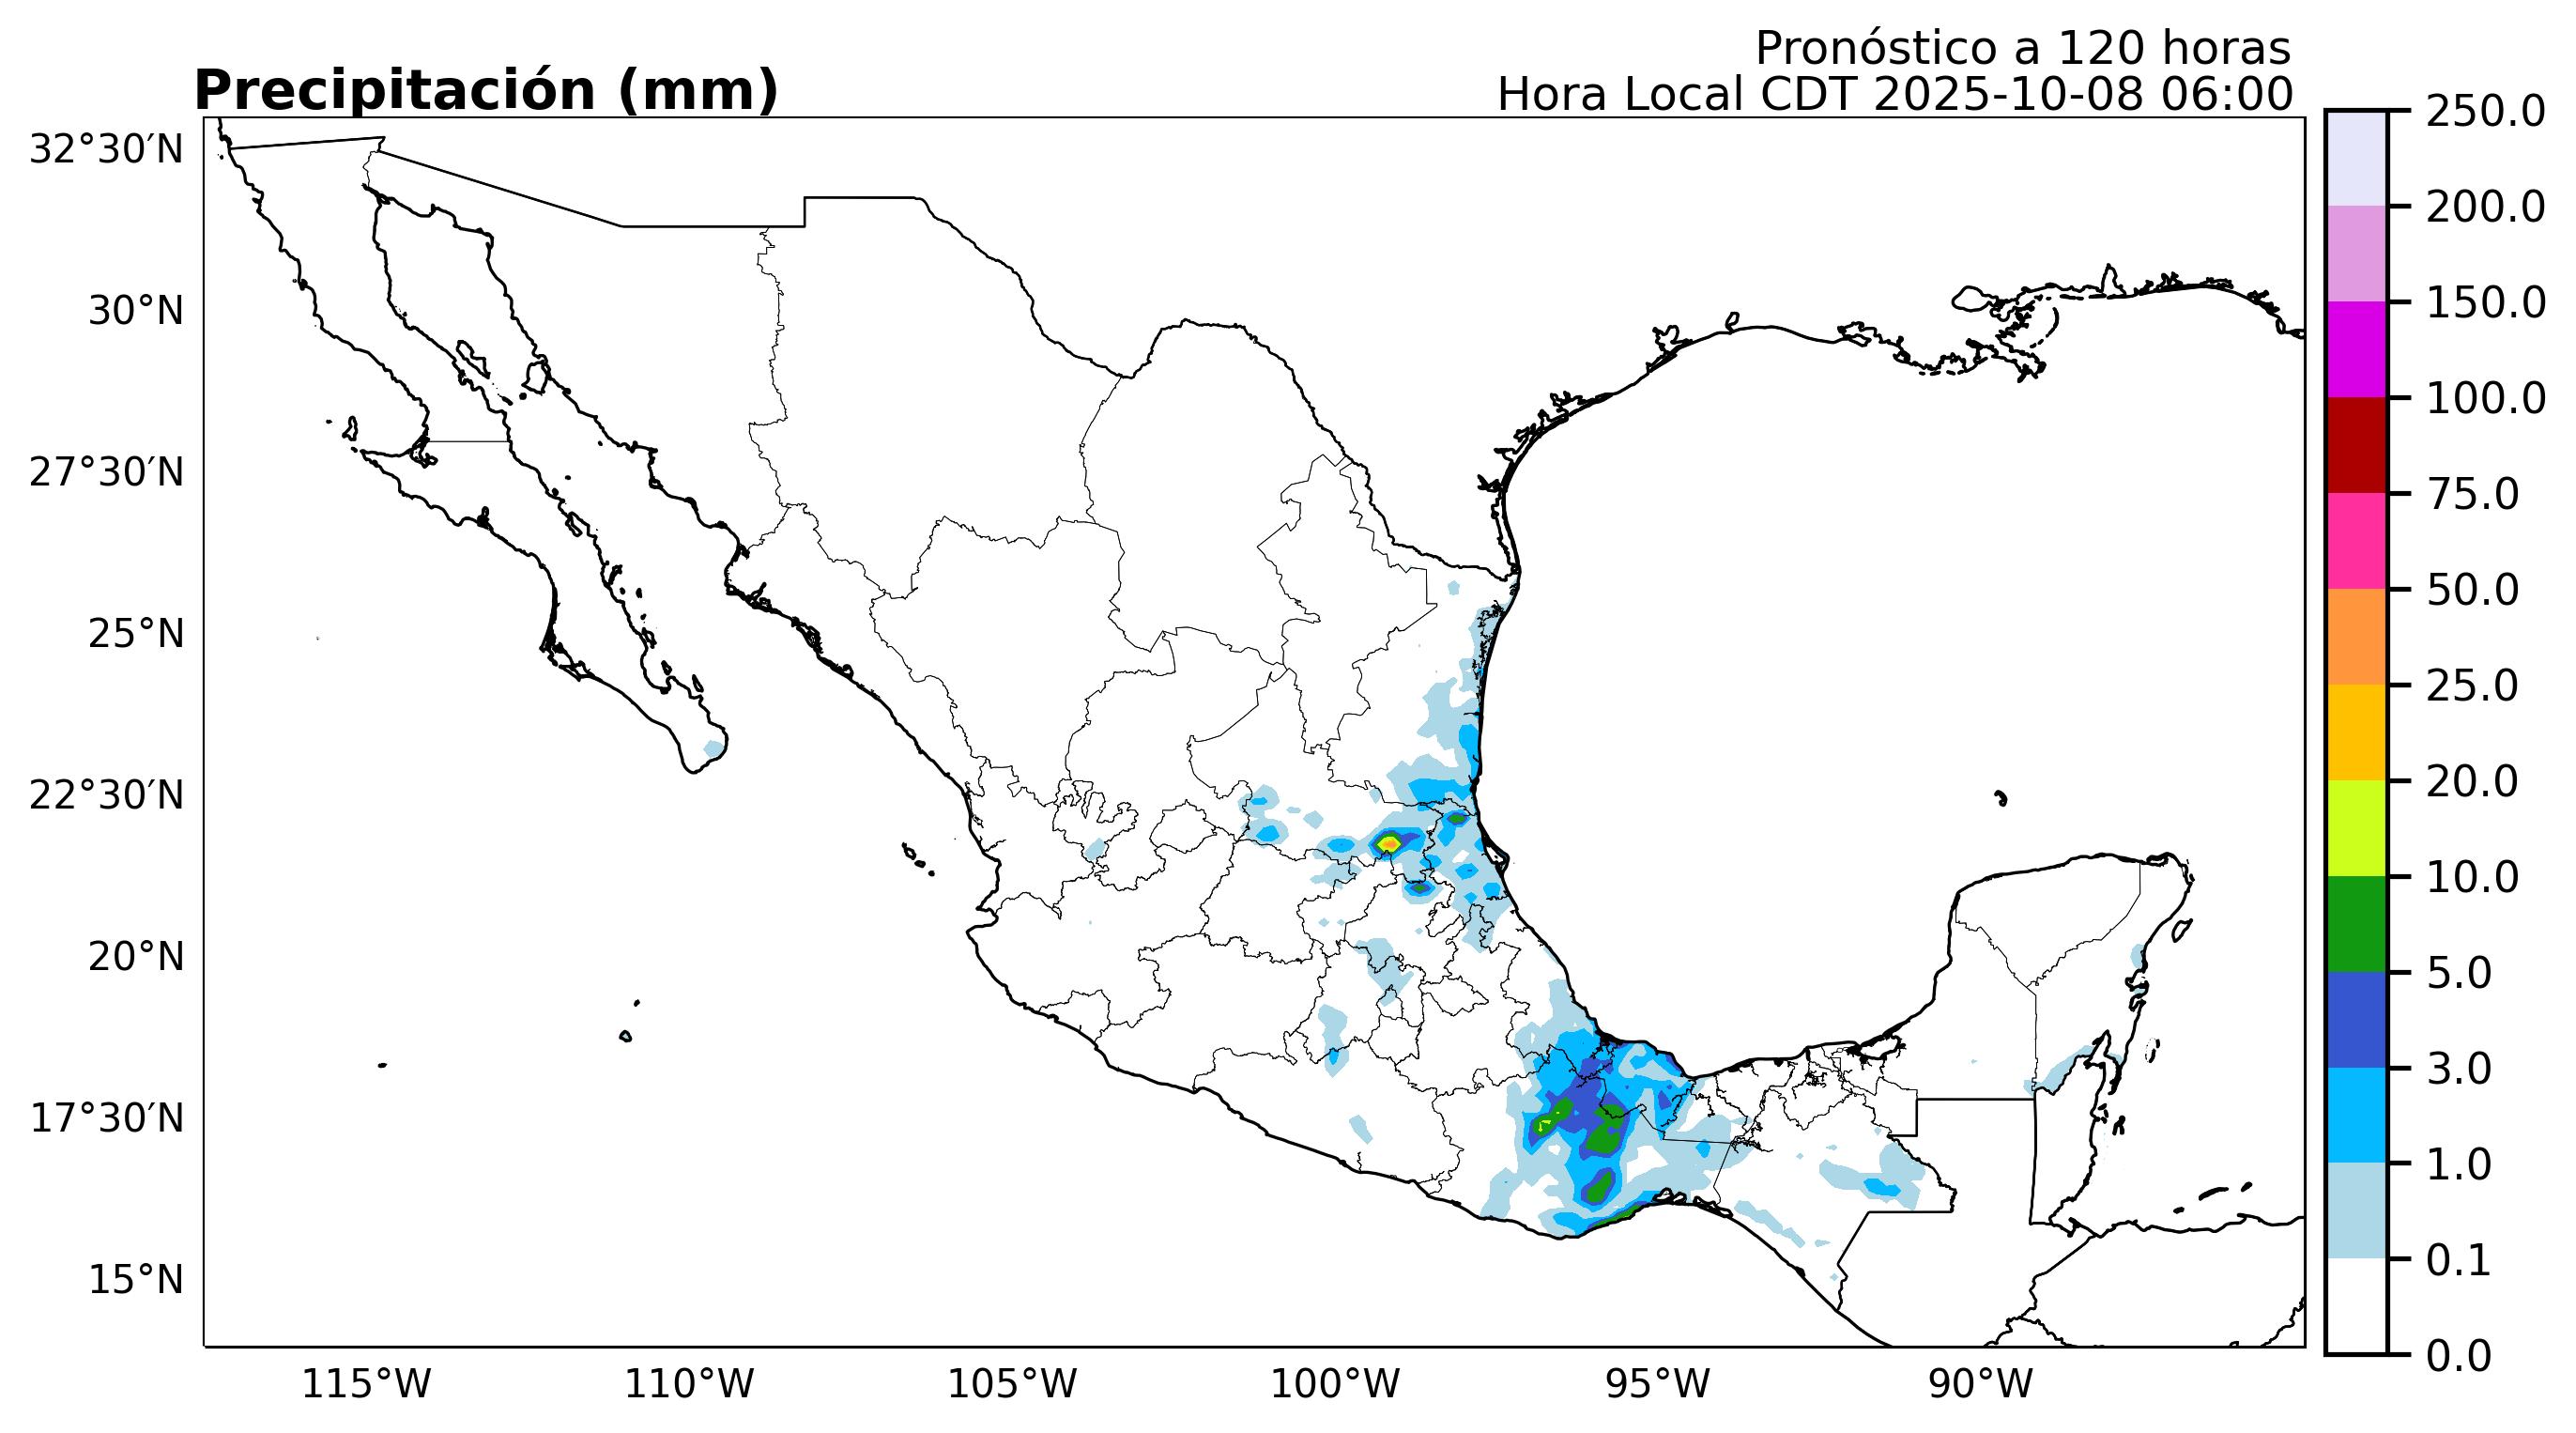 Pronóstico a 120 horas
Precipitación (mm)
Hora Local CDT 2025-10-08 06:00
32°30′N
30°N
27°30′N
25°N
22°30′N
20°N
17°30′N
15°N
115°W
110°W
105°W
100°W
95°W
90°W
250.0
200.0
150.0
100.0
75.0
50.0
25.0
20.0
10.0
5.0
3.0
1.0
0.1
0.0